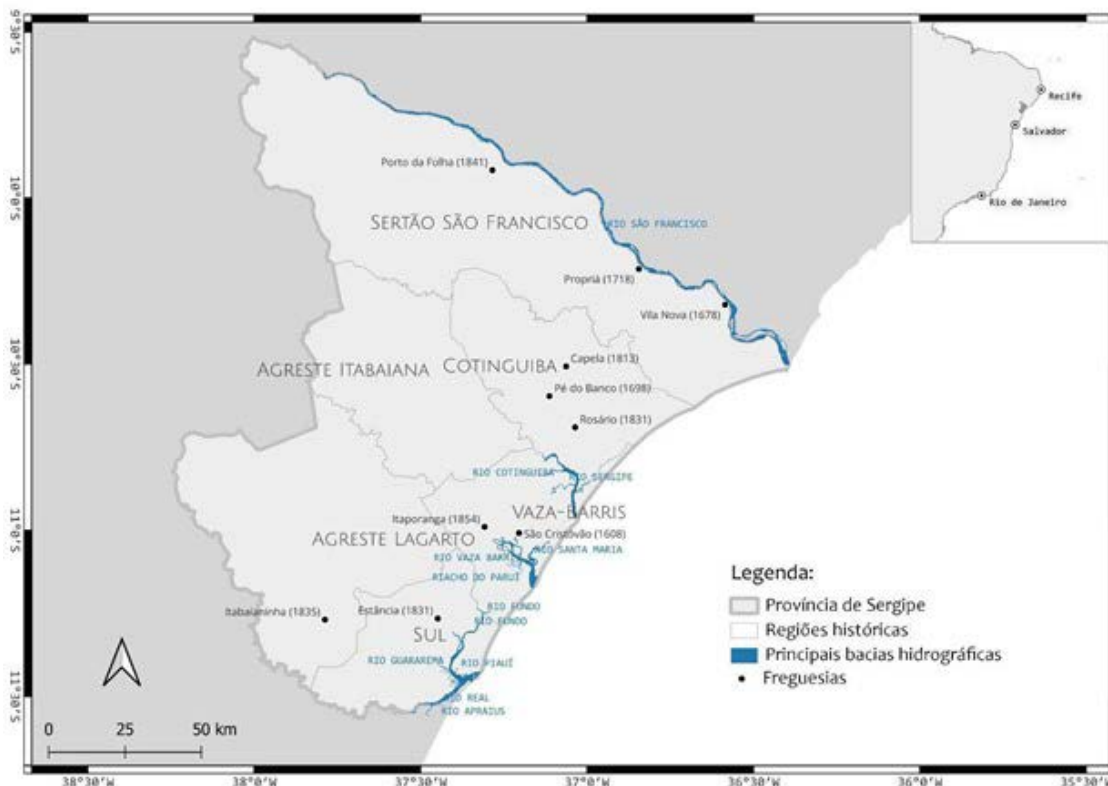 9°30'S
10°0'S
10°30'S
11°0'S
11°30'S
Recife
Salvador
Rio de Janeiro
Porto da Folha (1841)
SERTÃO SÃO FRANCISCO
RIO SÃO FRANCISCO
Propriá (1718)
Vila Nova (1678)
AGRESTE ITABAIANA
COTINGUIBA
Capela (1813)
Pé do Banco (1698)
Rosário (1831)
RIO COTINGUIBA
RIO SERGIPE
VAZA-BARRIS
Itaporanga (1854)
São Cristóvão (1608)
AGRESTE LAGARTO
RIO SANTA MARIA
RIO VAZA BARRIS
RIACHO DO PARUÍ
Itabaianinha (1835)
Estância (1831)
RIO FUNDO
RIO FUNDO
SUL
RIO GUARAREMA
RIO PIAUÍ
RIO REAL
RIO APRAIUS
Legenda:
Província de Sergipe
Regiões históricas
Principais bacias hidrográficas
Freguesias
0 25 50 km
38°30'W 38°0'W 37°30'W 37°0'W 36°30'W 36°0'W 35°30'W